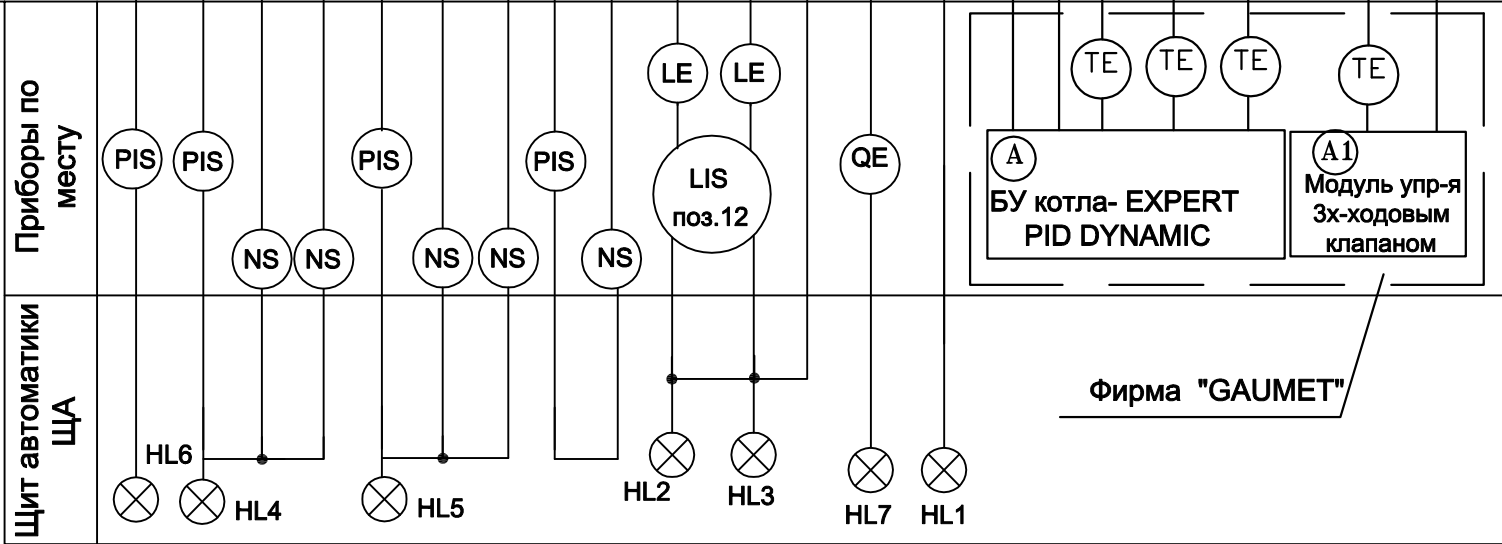 Приборы по
месту
LE
LE
TE
TE
TE
TE
PIS
PIS
PIS
PIS
LIS
поз.12
QE
A
БУ котла- EXPERT
PID DYNAMIC
A1
Модуль упр-я
3х-ходовым
клапаном
NS
NS
NS
NS
NS
Щит автоматики
ЩА
Фирма "GAUMET"
HL6
HL4
HL5
HL2
HL3
HL7
HL1